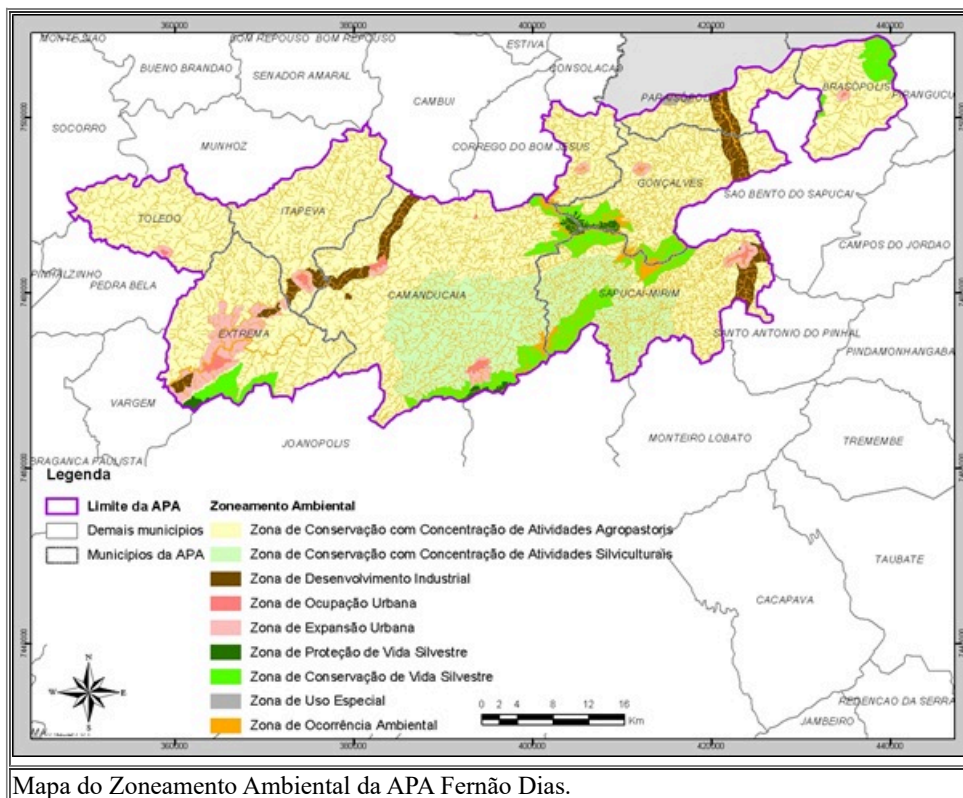 360000 380000 400000 420000 440000
MONTE SIAO
BOM REPOUSO BOM REPOUSO
ESTIVA
BUENO BRANDAO
SENADOR AMARAL
CONSOLACAO
CAMBUI
BRASÓPOLIS
PIRANGUCU
SOCORRO
MUNHOZ
CORREGO DO BOM JESUS
GONÇALVES
SAO BENTO DO SAPUCAI
TOLEDO
ITAPEVA
CAMPOS DO JORDAO
PINHALZINHO
PEDRA BELA
CAMANDUCAIA
SAPUCAI-MIRIM
EXTREMA
SANTO ANTONIO DO PINHAL
PINDAMONHANGABA
VARGEM
JOANOPOLIS
MONTEIRO LOBATO
TREMEMBE
BRAGANCA PAULISTA
Legenda
Limite da APA
Demais municípios
Municípios da APA
Zoneamento Ambiental
Zona de Conservação com Concentração de Atividades Agropastoris
Zona de Conservação com Concentração de Atividades Silviculturais
Zona de Desenvolvimento Industrial
Zona de Ocupação Urbana
Zona de Expansão Urbana
Zona de Proteção de Vida Silvestre
Zona de Conservação de Vida Silvestre
Zona de Uso Especial
Zona de Ocorrência Ambiental
TAUBATE
CACAPAVA
REDENCAO DA SERRA
JAMBEIRO
N
W E
S
0 2 4 8 12 16
Km
360000 380000 400000 420000 440000
Mapa do Zoneamento Ambiental da APA Fernão Dias.